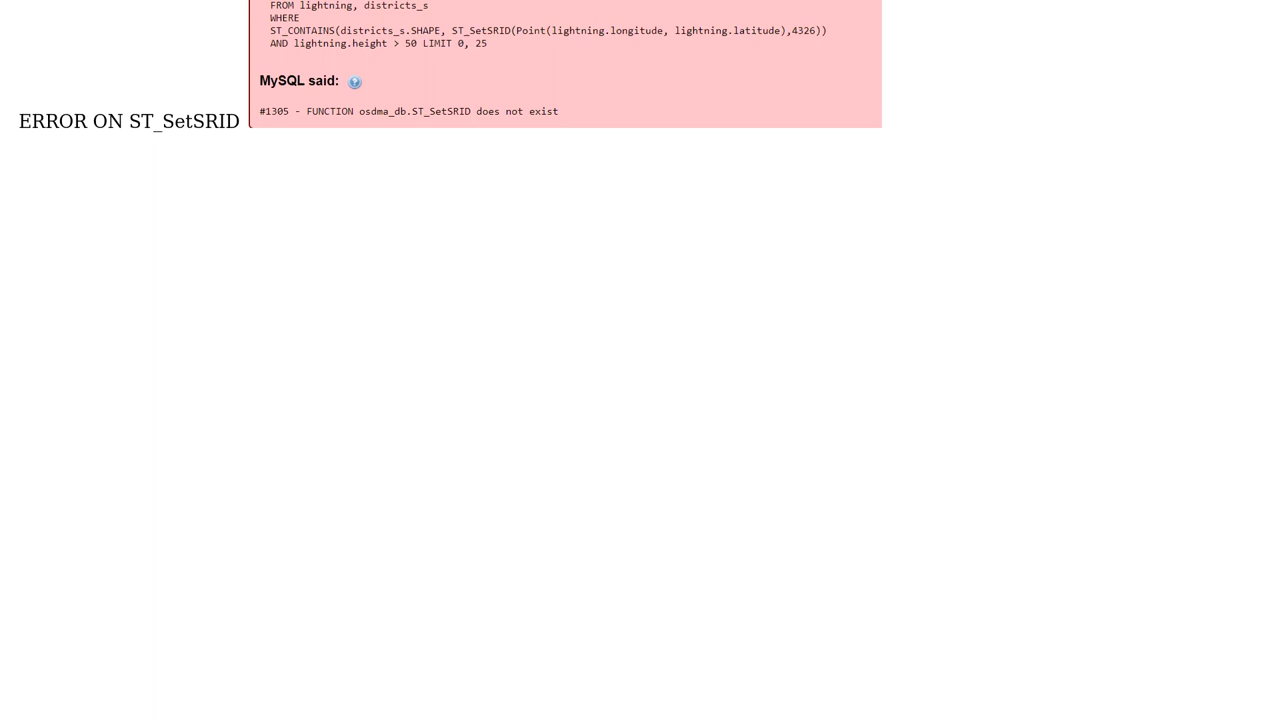 FROM lightning, districts_s
WHERE
ST_CONTAINS(districts_s.SHAPE, ST_SetSRID(Point(lightning.longitude, lightning.latitude),4326))
AND lightning.height > 50 LIMIT 0, 25
MySQL said:
#1305 - FUNCTION osdma_db.ST_SetSRID does not exist
ERROR ON ST_SetSRID